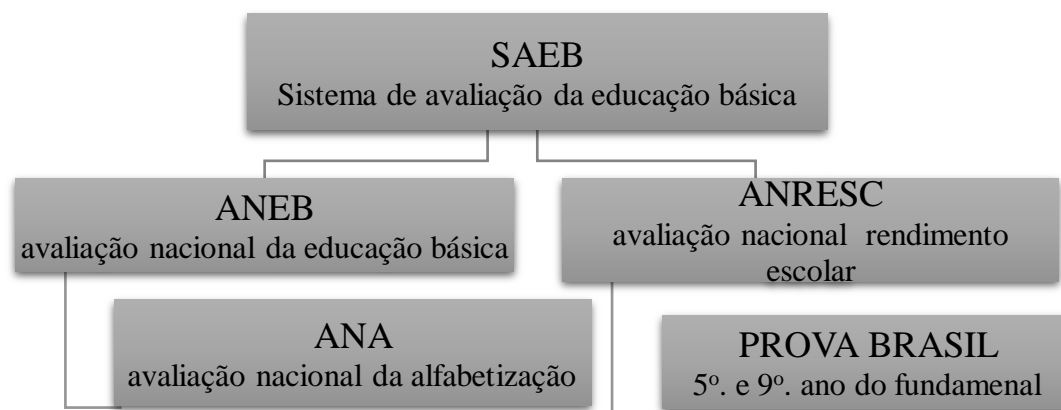 SAEB
Sistema de avaliação da educação básica
ANEB
avaliação nacional da educação básica
ANRESC
avaliação nacional rendimento
escolar
ANA
avaliação nacional da alfabetização
PROVA BRASIL
5º. e 9º. ano do fundamenal